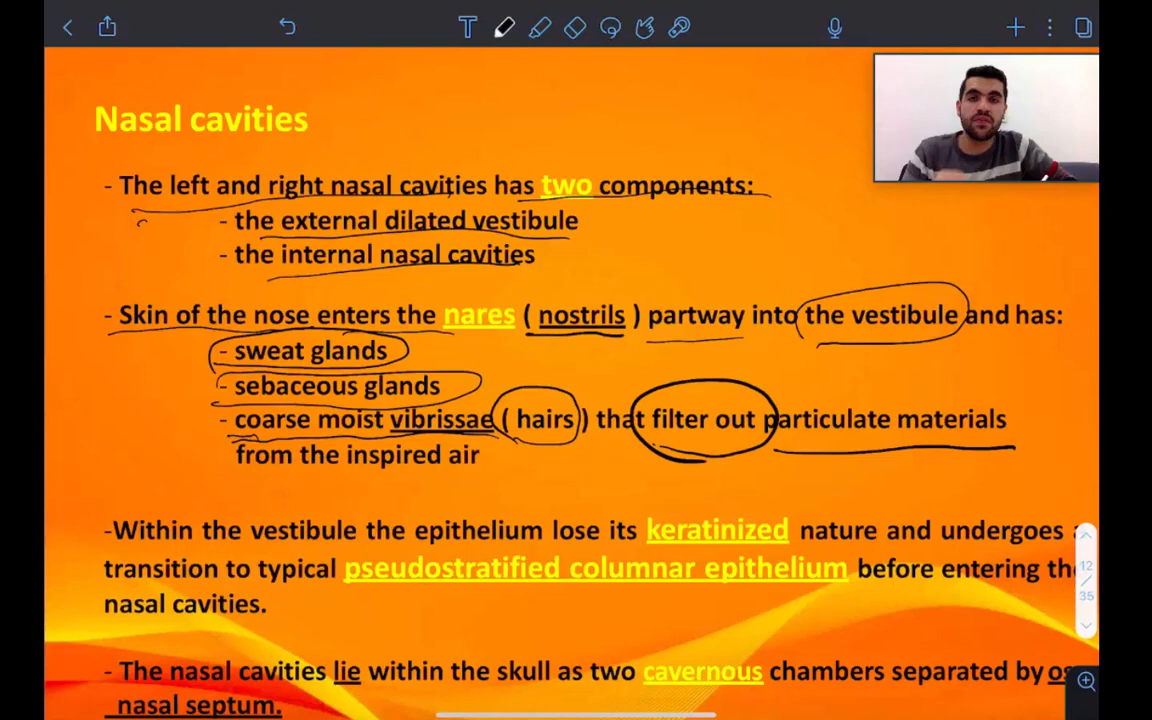 Nasal cavities
- The left and right nasal cavities has two components:
- the external dilated vestibule
- the internal nasal cavities
- Skin of the nose enters the nares ( nostrils ) partway into the vestibule and has:
- sweat glands
- sebaceous glands
- coarse moist vibrissae ( hairs ) that filter out particulate materials
from the inspired air
-Within the vestibule the epithelium lose its keratinized nature and undergoes a
transition to typical pseudostratified columnar epithelium before entering the
nasal cavities.
12
/
35
- The nasal cavities lie within the skull as two cavernous chambers separated by
nasal septum.